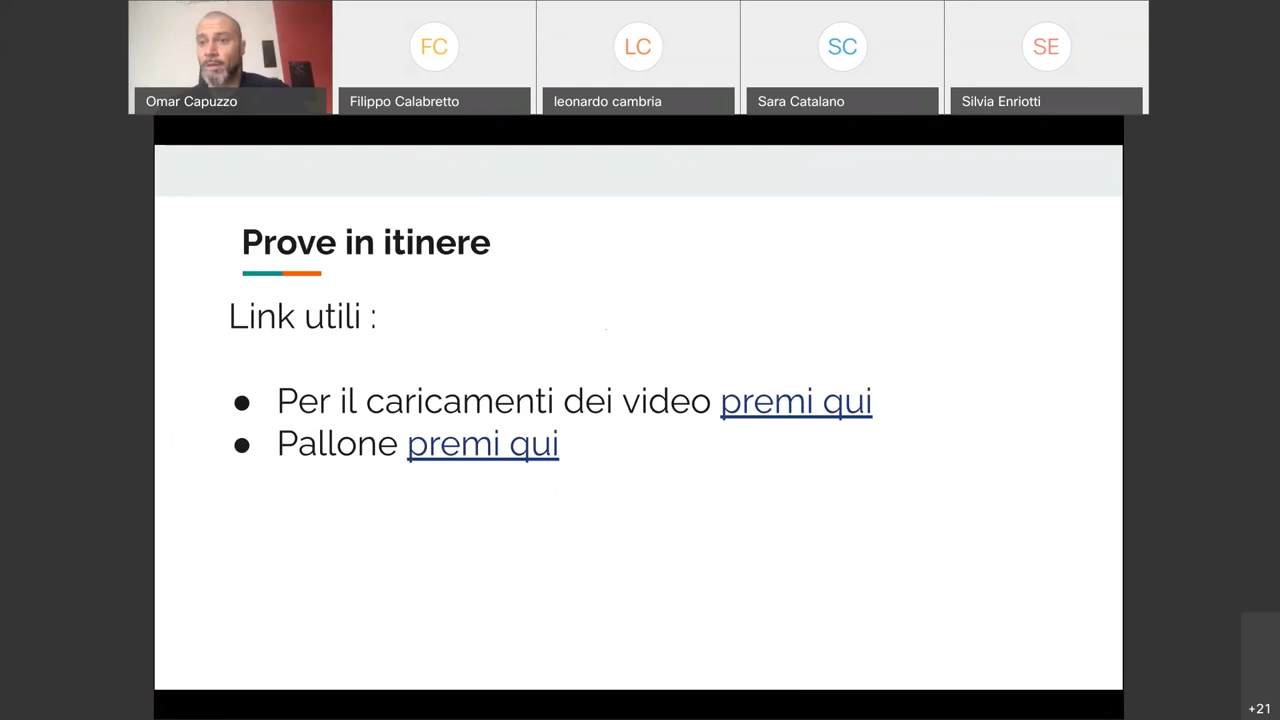 FC
LC
SC
SE
Omar Capuzzo
Filippo Calabretto
leonardo cambria
Sara Catalano
Silvia Enriotti
Prove in itinere
Link utili :
● Per il caricamenti dei video premi qui
● Pallone premi qui
+21